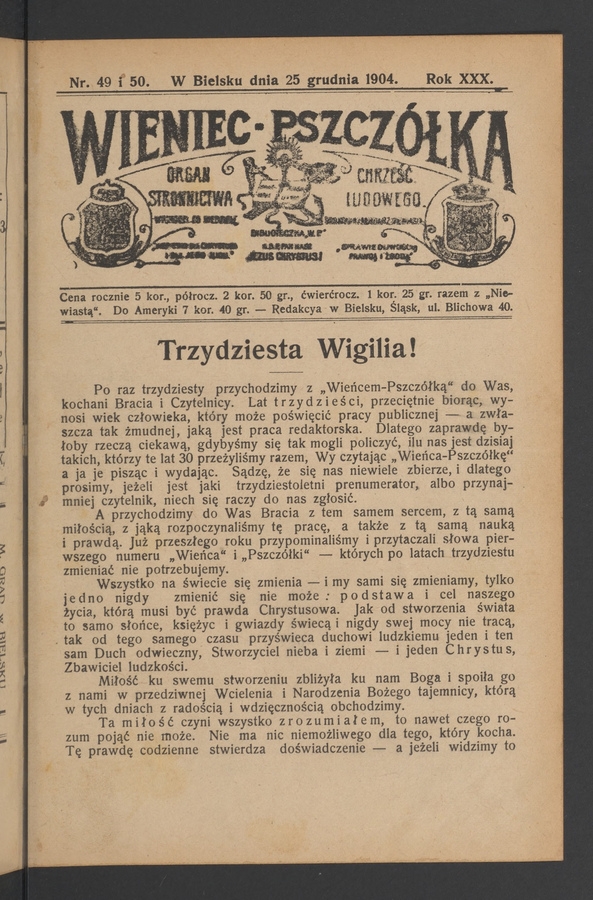 Nr. 49 i 50. W Bielsku dnia 25 grudnia 1904. Rok XXX.
WIENIEC-PSZCZÓŁKA
ORGAN CHRZEŚC.
STRONNICTWA LUDOWEGO.
Cena rocznie 5 kor., półrocz. 2 kor. 50 gr., ćwierćrocz. 1 kor. 25 gr. razem z „Nie-
wiastą“. Do Ameryki 7 kor. 40 gr. — Redakcya w Bielsku, Śląsk, ul. Blichowa 40.
Trzydziesta Wigilia!
Po raz trzydziesty przychodzimy z „Wieńcem-Pszczółką“ do Was,
kochani Bracia i Czytelnicy. Lat trzydzieści, przeciętnie biorąc, wy-
nosi wiek człowieka, który może poświęcić pracy publicznej — a zwła-
szcza tak żmudnej, jaką jest praca redaktorska. Dlatego zaprawdę by-
łoby rzeczą ciekawą, gdybyśmy się tak mogli policzyć, ilu nas jest dzisiaj
takich, którzy te lat 30 przeżyliśmy razem, Wy czytając „Wieńca-Pszczółkę“
a ja je pisząc i wydając. Sądzę, że się nas niewiele zbierze, i dlatego
prosimy, jeżeli jest jaki trzydziestoletni prenumerator, albo przynaj-
mniej czytelnik, niech się raczy do nas zgłosić.
A przychodzimy do Was Bracia z tem samem sercem, z tą samą
miłością, z jąką rozpoczynaliśmy tę pracę, a także z tą samą nauką
i prawdą. Już przeszłego roku przypominaliśmy i przytaczali słowa pier-
wszego numeru „Wieńca“ i „Pszczółki“ — których po latach trzydziestu
zmieniać nie potrzebujemy.
Wszystko na świecie się zmienia — i my sami się zmieniamy, tylko
jedno nigdy zmienić się nie może: podstawa i cel naszego
życia, którą musi być prawda Chrystusowa. Jak od stworzenia świata
to samo słońce, księżyc i gwiazdy świecą i nigdy swej mocy nie tracą,
tak od tego samego czasu przyświeca duchowi ludzkiemu jeden i ten
sam Duch odwieczny, Stworzyciel nieba i ziemi — i jeden Chrystus,
Zbawiciel ludzkości.
Miłość ku swemu stworzeniu zbliżyła ku nam Boga i spoiła go
z nami w przedziwnej Wcielenia i Narodzenia Bożego tajemnicy, którą
w tych dniach z radością i wdzięcznością obchodzimy.
Ta miłość czyni wszystko zrozumiałem, to nawet czego ro-
zum pojąć nie może. Nie ma nic niemożliwego dla tego, który kocha.
Tę prawdę codzienne stwierdza doświadczenie — a jeżeli widzimy to